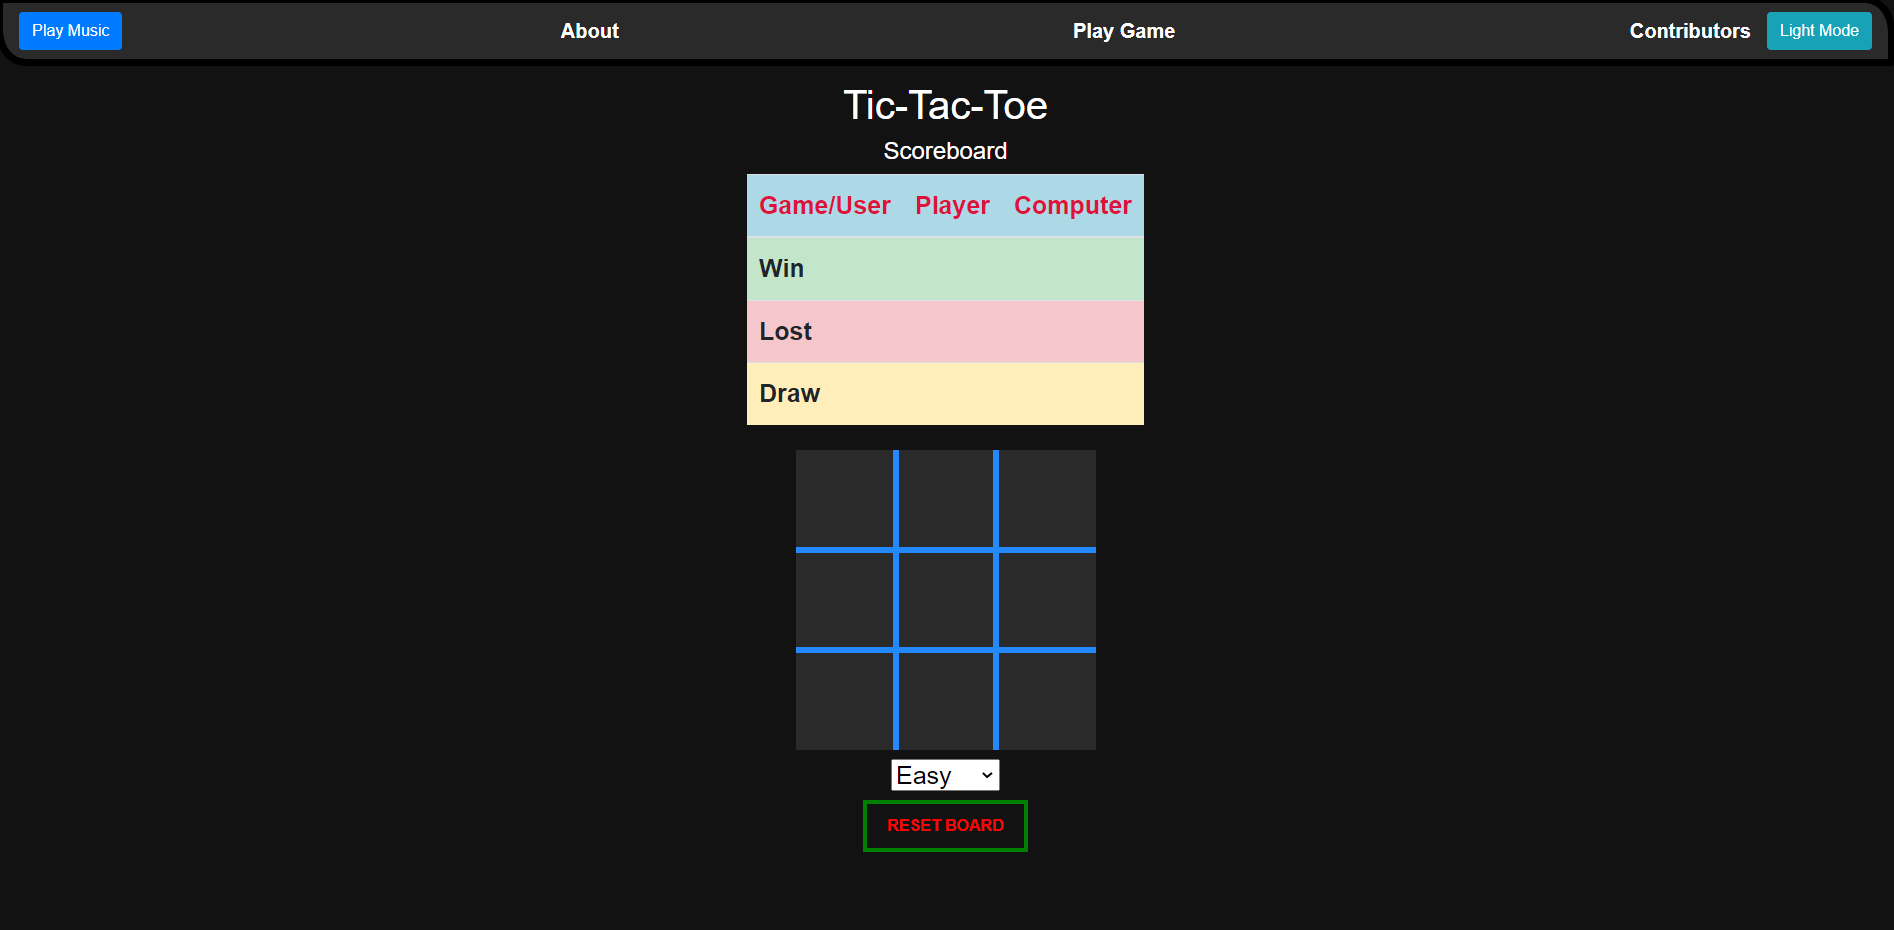 Play Music About Play Game Contributors Light Mode
Tic-Tac-Toe
Scoreboard
Game/User Player Computer
Win
Lost
Draw
Easy
RESET BOARD